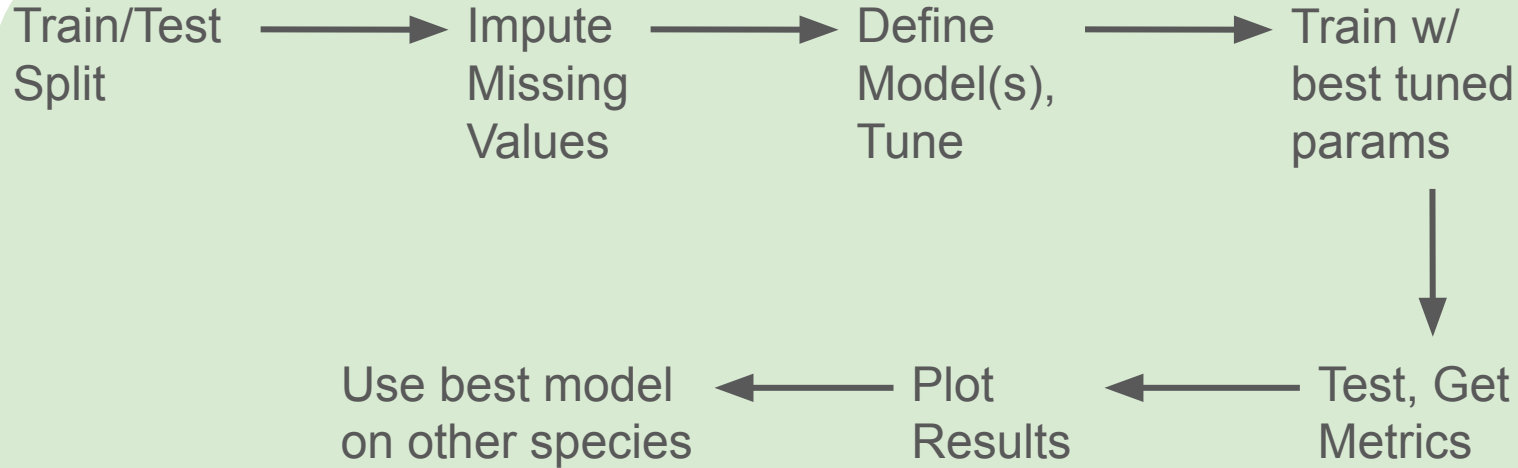 Train/Test
Split
Impute
Missing
Values
Define
Model(s),
Tune
Train w/
best tuned
params
Test, Get
Metrics
Plot
Results
Use best model
on other species